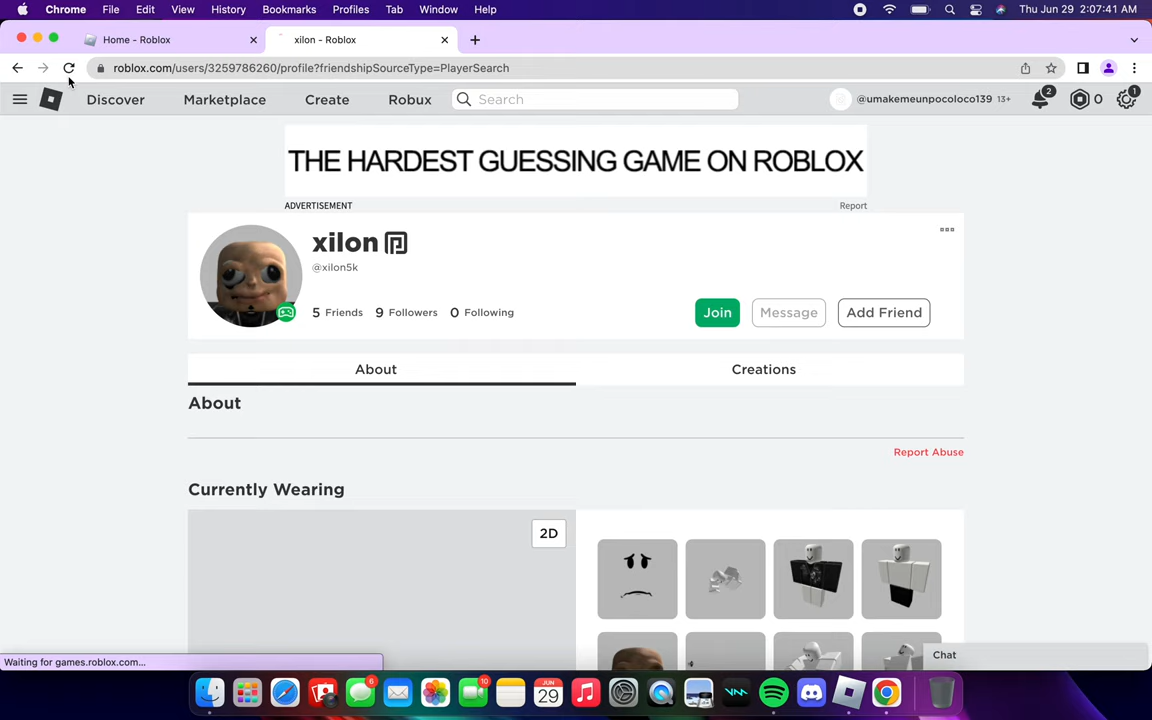 Chrome File Edit View History Bookmarks Profiles Tab Window Help Thu Jun 29 2:07:41 AM
Home - Roblox xilon - Roblox
roblox.com/users/3259786260/profile?friendshipSourceType=PlayerSearch
Discover Marketplace Create Robux Search @umakemeunpocoloco139 13+ 2 0 1
THE HARDEST GUESSING GAME ON ROBLOX
ADVERTISEMENT Report
xilon
@xilon5k
5 Friends 9 Followers 0 Following Join Message Add Friend
About Creations
About
Report Abuse
Currently Wearing
2D
Chat
Waiting for games.roblox.com...
6 10 JUN 29